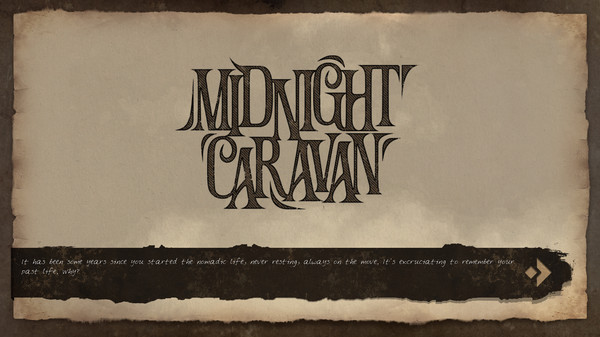 MIDNIGHT
CARAVAN
It has been some years since you started the nomadic life, never resting, always on the move, it's excruciating to remember your
past life, why?